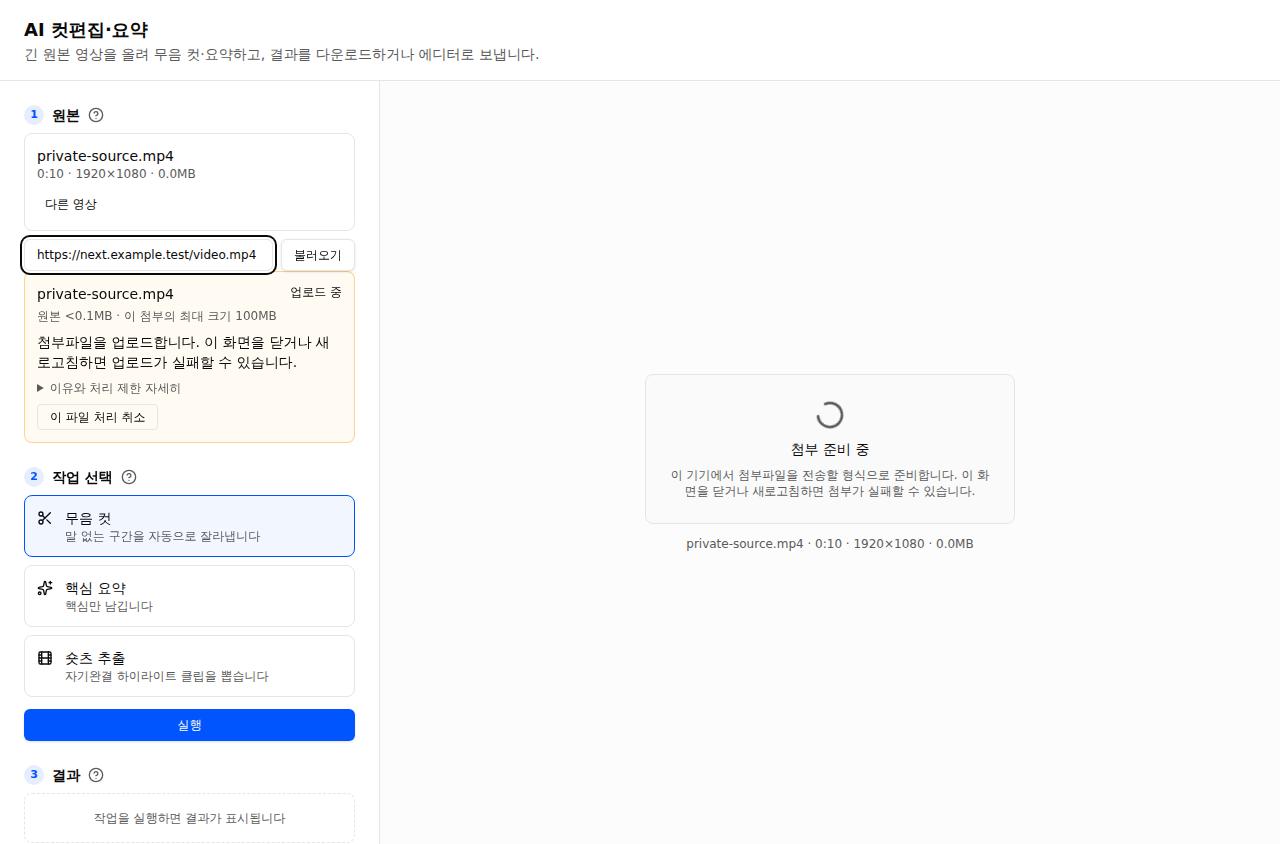 AI 컷편집·요약
긴 원본 영상을 올려 무음 컷·요약하고, 결과를 다운로드하거나 에디터로 보냅니다.
1 원본
private-source.mp4
0:10 · 1920×1080 · 0.0MB
다른 영상
https://next.example.test/video.mp4 불러오기
private-source.mp4 업로드 중
원본 <0.1MB · 이 첨부의 최대 크기 100MB
첨부파일을 업로드합니다. 이 화면을 닫거나 새
로고침하면 업로드가 실패할 수 있습니다.
이유와 처리 제한 자세히
이 파일 처리 취소
2 작업 선택
무음 컷
말 없는 구간을 자동으로 잘라냅니다
핵심 요약
핵심만 남깁니다
숏츠 추출
자기완결 하이라이트 클립을 뽑습니다
실행
3 결과
작업을 실행하면 결과가 표시됩니다
첨부 준비 중
이 기기에서 첨부파일을 전송할 형식으로 준비합니다. 이 화
면을 닫거나 새로고침하면 첨부가 실패할 수 있습니다.
private-source.mp4 · 0:10 · 1920×1080 · 0.0MB